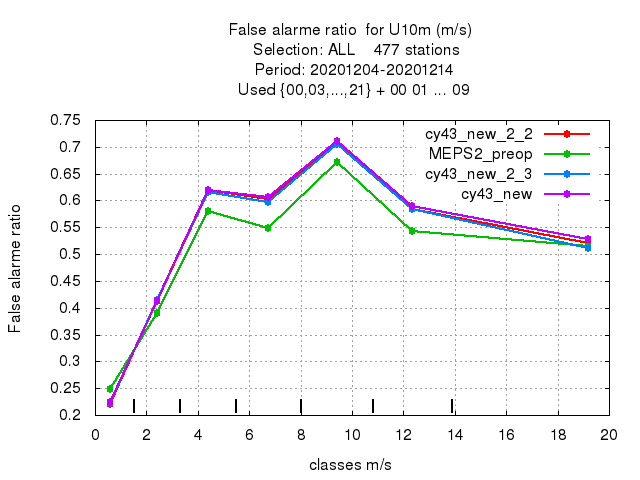 False alarme ratio  for U10m (m/s)
Selection: ALL    477 stations
Period: 20201204-20201214
Used {00,03,...,21} + 00 01 ... 09
cy43_new_2_2
MEPS2_preop
cy43_new_2_3
cy43_new
False alarme ratio
0.75
0.7
0.65
0.6
0.55
0.5
0.45
0.4
0.35
0.3
0.25
0.2
0 2 4 6 8 10 12 14 16 18 20
classes m/s